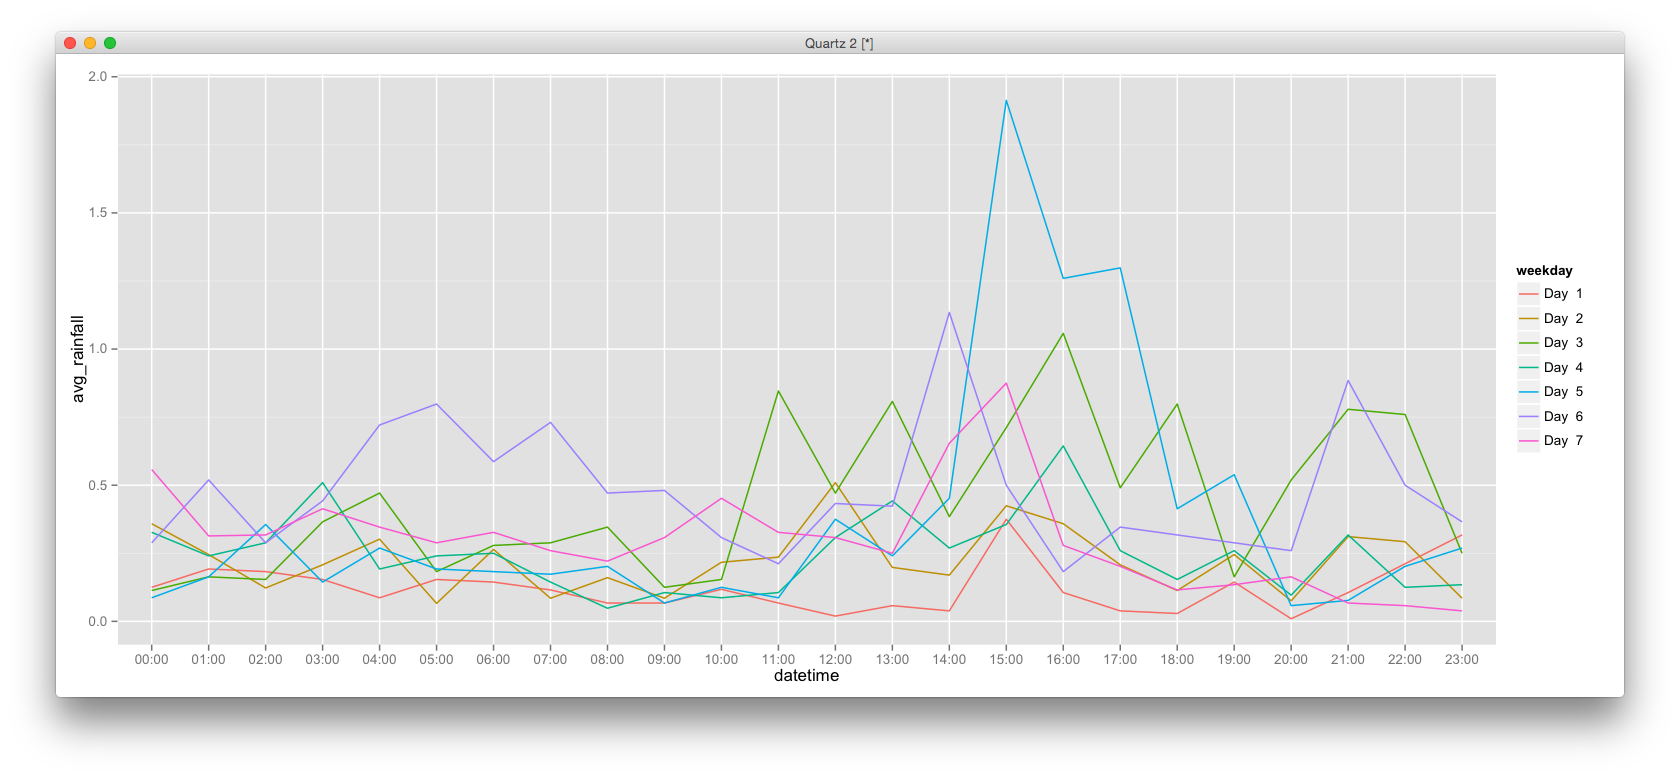 Quartz 2 [*]
2.0
1.5
1.0
0.5
0.0
avg_rainfall
00:00 01:00 02:00 03:00 04:00 05:00 06:00 07:00 08:00 09:00 10:00 11:00 12:00 13:00 14:00 15:00 16:00 17:00 18:00 19:00 20:00 21:00 22:00 23:00
datetime
weekday
Day 1
Day 2
Day 3
Day 4
Day 5
Day 6
Day 7